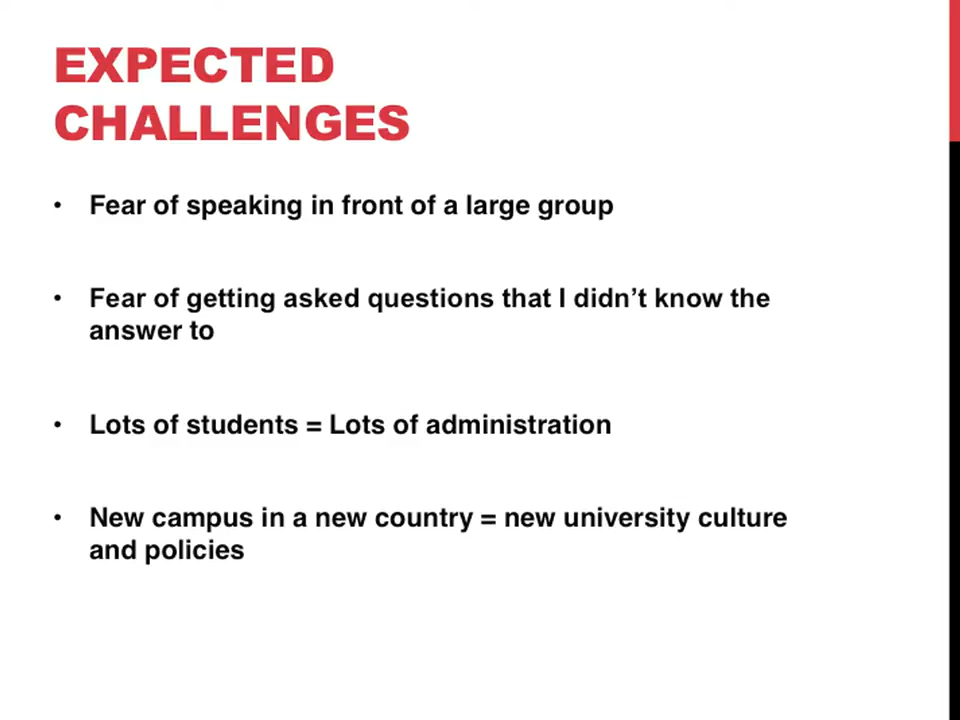 EXPECTED
CHALLENGES
• Fear of speaking in front of a large group
• Fear of getting asked questions that I didn’t know the
answer to
• Lots of students = Lots of administration
• New campus in a new country = new university culture
and policies